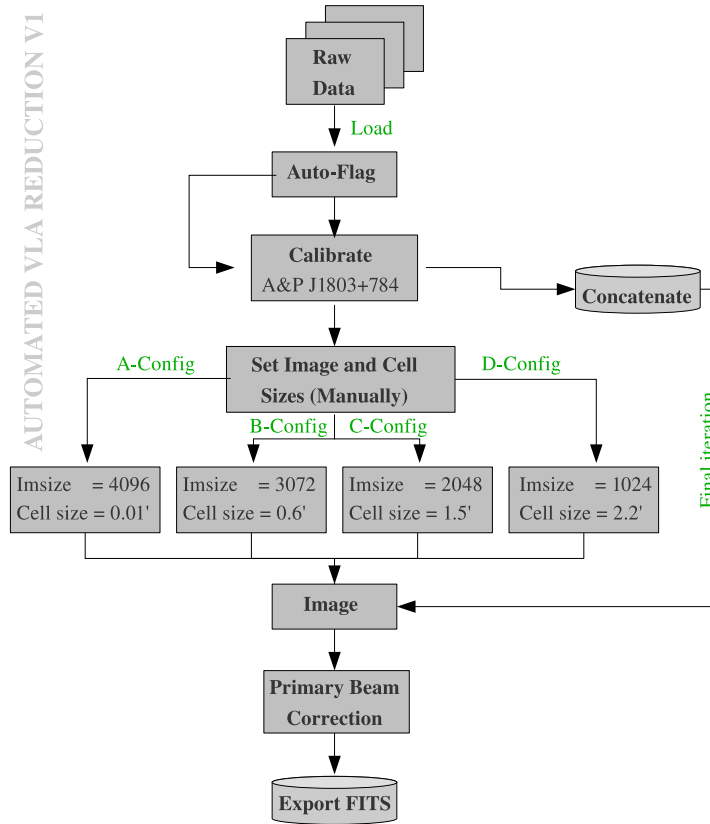 AUTOMATED VLA REDUCTION V1
Raw
Data
Load
Auto-Flag
Calibrate
A&P J1803+784
Concatenate
Set Image and Cell
Sizes (Manually)
A-Config
D-Config
B-Config
C-Config
Imsize = 4096
Cell size = 0.01'
Imsize = 3072
Cell size = 0.6'
Imsize = 2048
Cell size = 1.5'
Imsize = 1024
Cell size = 2.2'
Final iteration
Image
Primary Beam
Correction
Export FITS